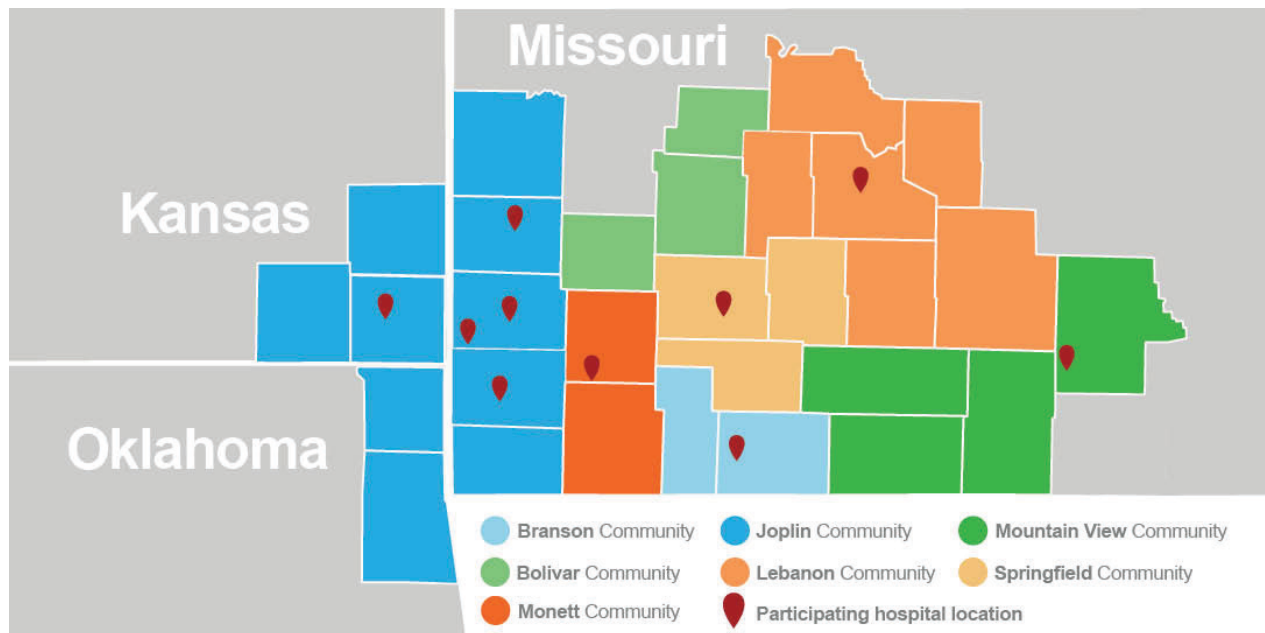 Missouri
Kansas
Oklahoma
Branson Community
Joplin Community
Mountain View Community
Bolivar Community
Lebanon Community
Springfield Community
Monett Community
Participating hospital location